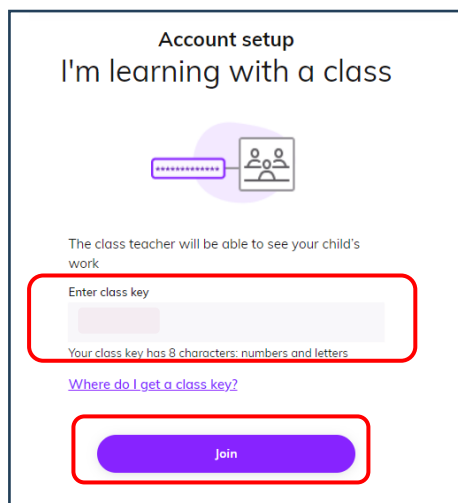 Account setup
I'm learning with a class
*************
The class teacher will be able to see your child's
work
Enter class key
Your class key has 8 characters: numbers and letters
Where do I get a class key?
Join